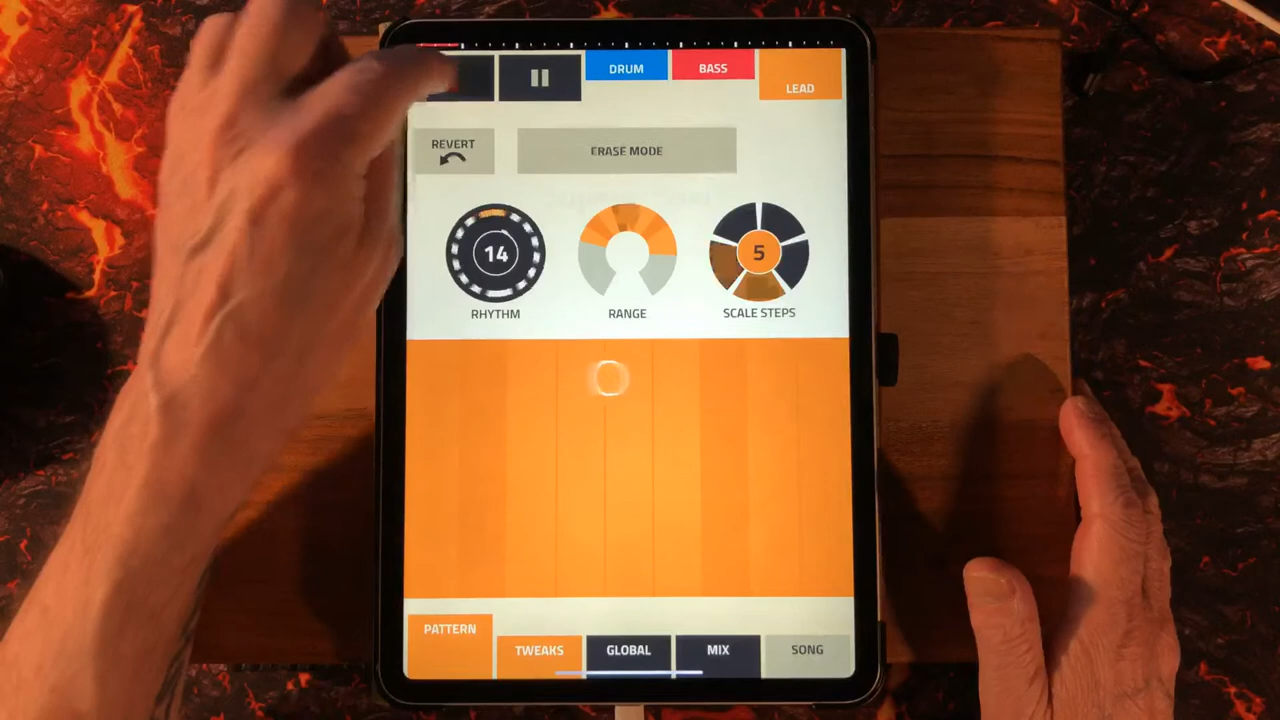 DRUM
BASS
LEAD
REVERT
ERASE MODE
14
5
RHYTHM
RANGE
SCALE STEPS
PATTERN
TWEAKS
GLOBAL
MIX
SONG